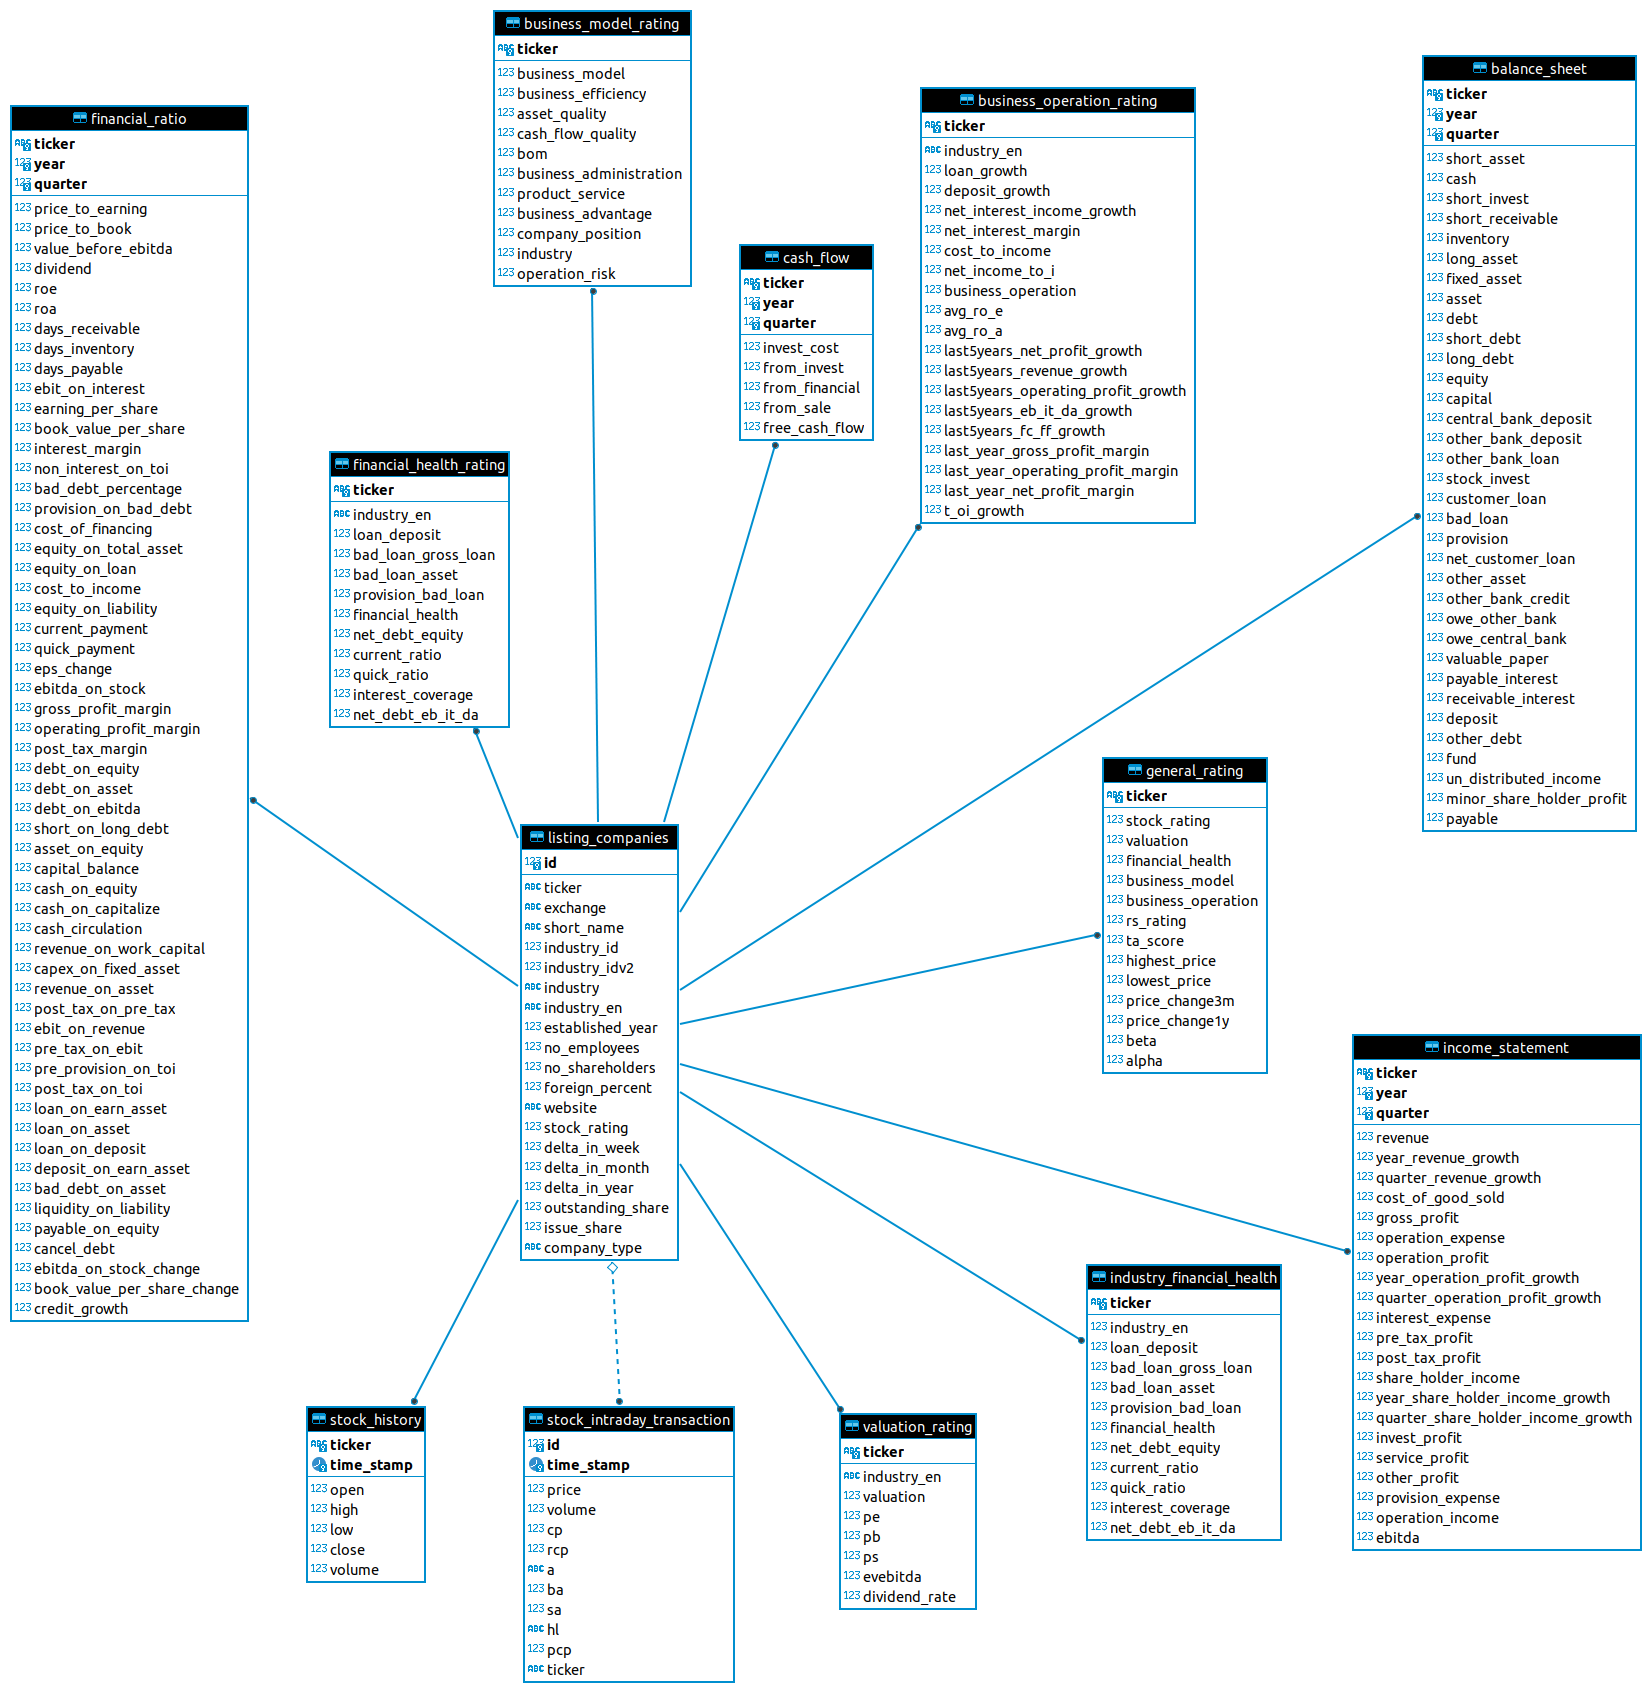 business_model_rating
ticker
business_model
business_efficiency
asset_quality
cash_flow_quality
bom
business_administration
product_service
business_advantage
company_position
industry
operation_risk
balance_sheet
ticker
year
quarter
short_asset
cash
short_invest
short_receivable
inventory
long_asset
fixed_asset
asset
debt
short_debt
long_debt
equity
capital
central_bank_deposit
other_bank_deposit
other_bank_loan
stock_invest
customer_loan
bad_loan
provision
net_customer_loan
other_asset
other_bank_credit
owe_other_bank
owe_central_bank
valuable_paper
payable_interest
receivable_interest
deposit
other_debt
fund
un_distributed_income
minor_share_holder_profit
payable
business_operation_rating
ticker
industry_en
loan_growth
deposit_growth
net_interest_income_growth
net_interest_margin
cost_to_income
net_income_to_i
business_operation
avg_ro_e
avg_ro_a
last5years_net_profit_growth
last5years_revenue_growth
last5years_operating_profit_growth
last5years_eb_it_da_growth
last5years_fc_ff_growth
last_year_gross_profit_margin
last_year_operating_profit_margin
last_year_net_profit_margin
t_oi_growth
financial_ratio
ticker
year
quarter
price_to_earning
price_to_book
value_before_ebitda
dividend
roe
roa
days_receivable
days_inventory
days_payable
ebit_on_interest
earning_per_share
book_value_per_share
interest_margin
non_interest_on_toi
bad_debt_percentage
provision_on_bad_debt
cost_of_financing
equity_on_total_asset
equity_on_loan
cost_to_income
equity_on_liability
current_payment
quick_payment
eps_change
ebitda_on_stock
gross_profit_margin
operating_profit_margin
post_tax_margin
debt_on_equity
debt_on_asset
debt_on_ebitda
short_on_long_debt
asset_on_equity
capital_balance
cash_on_equity
cash_on_capitalize
cash_circulation
revenue_on_work_capital
capex_on_fixed_asset
revenue_on_asset
post_tax_on_pre_tax
ebit_on_revenue
pre_tax_on_ebit
pre_provision_on_toi
post_tax_on_toi
loan_on_earn_asset
loan_on_asset
loan_on_deposit
deposit_on_earn_asset
bad_debt_on_asset
liquidity_on_liability
payable_on_equity
cancel_debt
ebitda_on_stock_change
book_value_per_share_change
credit_growth
cash_flow
ticker
year
quarter
invest_cost
from_invest
from_financial
from_sale
free_cash_flow
financial_health_rating
ticker
industry_en
loan_deposit
bad_loan_gross_loan
bad_loan_asset
provision_bad_loan
financial_health
net_debt_equity
current_ratio
quick_ratio
interest_coverage
net_debt_eb_it_da
general_rating
ticker
stock_rating
valuation
financial_health
business_model
business_operation
rs_rating
ta_score
highest_price
lowest_price
price_change3m
price_change1y
beta
alpha
listing_companies
id
ticker
exchange
short_name
industry_id
industry_idv2
industry
industry_en
established_year
no_employees
no_shareholders
foreign_percent
website
stock_rating
delta_in_week
delta_in_month
delta_in_year
outstanding_share
issue_share
company_type
income_statement
ticker
year
quarter
revenue
year_revenue_growth
quarter_revenue_growth
cost_of_good_sold
gross_profit
operation_expense
operation_profit
year_operation_profit_growth
quarter_operation_profit_growth
interest_expense
pre_tax_profit
post_tax_profit
share_holder_income
year_share_holder_income_growth
quarter_share_holder_income_growth
invest_profit
service_profit
other_profit
provision_expense
operation_income
ebitda
industry_financial_health
ticker
industry_en
loan_deposit
bad_loan_gross_loan
bad_loan_asset
provision_bad_loan
financial_health
net_debt_equity
current_ratio
quick_ratio
interest_coverage
net_debt_eb_it_da
stock_history
ticker
time_stamp
open
high
low
close
volume
stock_intraday_transaction
id
time_stamp
price
volume
cp
rcp
a
ba
sa
hl
pcp
ticker
valuation_rating
ticker
industry_en
valuation
pe
pb
ps
evebitda
dividend_rate